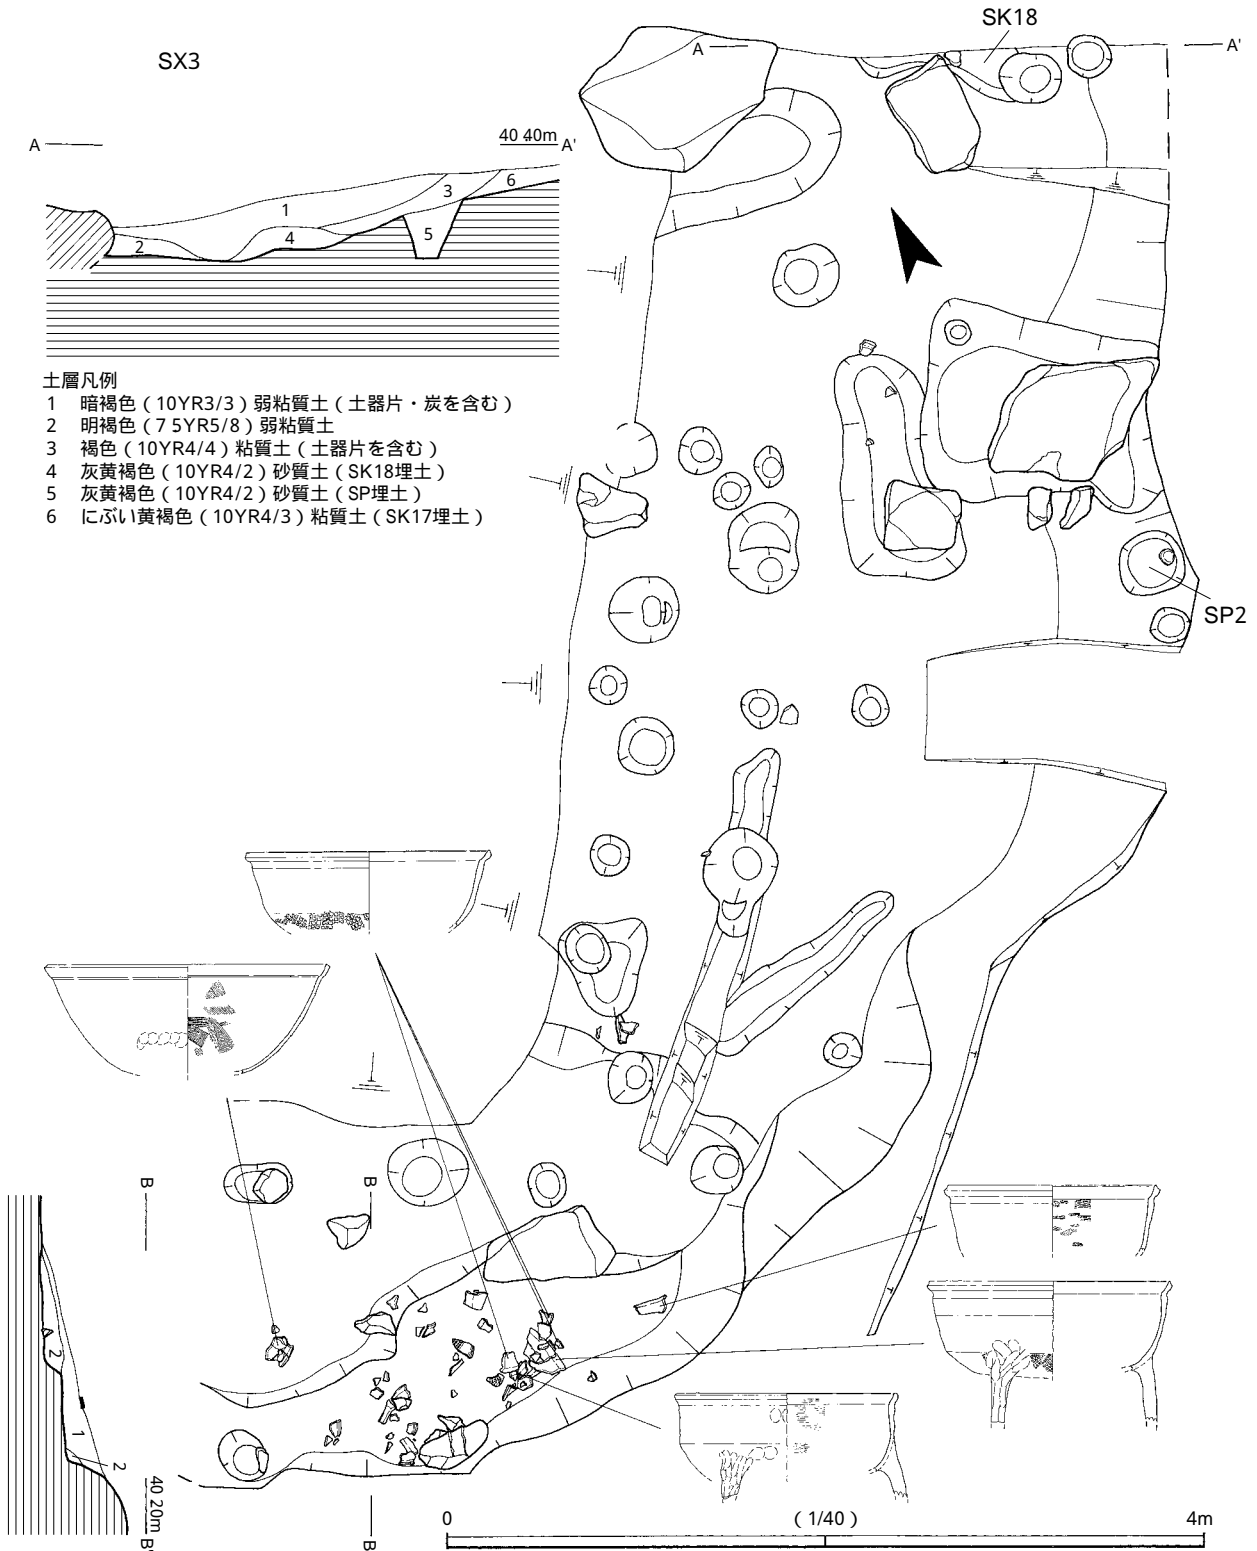 SK18
SX3
A
A'
A
40 40m
A'
1
2
3
4
5
6
土層凡例
1 暗褐色（10YR3/3）弱粘質土（土器片・炭を含む）
2 明褐色（7 5YR5/8）弱粘質土
3 褐色（10YR4/4）粘質土（土器片を含む）
4 灰黄褐色（10YR4/2）砂質土（SK18埋土）
5 灰黄褐色（10YR4/2）砂質土（SP埋土）
6 にぶい黄褐色（10YR4/3）粘質土（SK17埋土）
SP2
B
B
2
1
2
40 20m
B'
B
0
（1/40）
4m